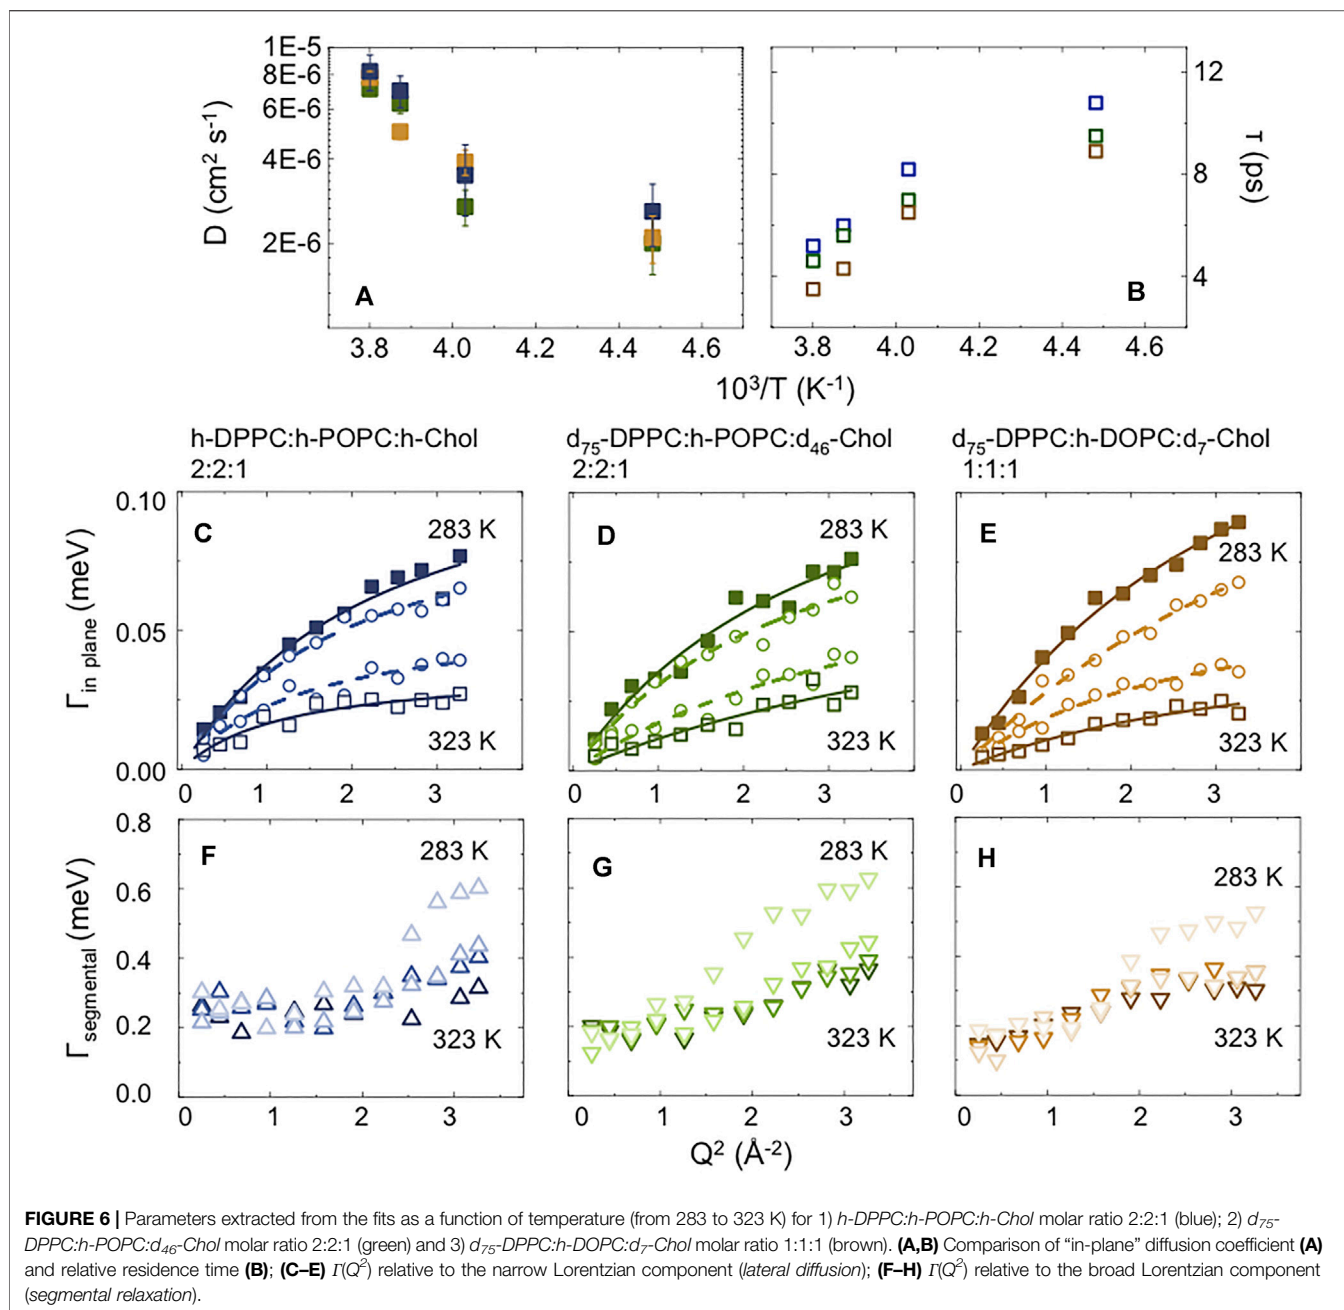 1E-5
8E-6
6E-6
4E-6
2E-6
D (cm² s⁻¹)
A
3.8 4.0 4.2 4.4 4.6
12
8
4
τ (ps)
B
3.8 4.0 4.2 4.4 4.6
10³/T (K⁻¹)
h-DPPC:h-POPC:h-Chol
2:2:1
d₇₅-DPPC:h-POPC:d₄₆-Chol
2:2:1
d₇₅-DPPC:h-DOPC:d₇-Chol
1:1:1
Γin plane (meV)
0.10
0.05
0.00
C
283 K
323 K
0 1 2 3
D
283 K
323 K
0 1 2 3
E
283 K
323 K
0 1 2 3
Γsegmental (meV)
0.8
0.6
0.4
0.2
0.0
F
283 K
323 K
0 1 2 3
G
283 K
323 K
0 1 2 3
H
283 K
323 K
0 1 2 3
Q² (Å⁻²)
FIGURE 6 | Parameters extracted from the fits as a function of temperature (from 283 to 323 K) for 1) h-DPPC:h-POPC:h-Chol molar ratio 2:2:1 (blue); 2) d₇₅-
DPPC:h-POPC:d₄₆-Chol molar ratio 2:2:1 (green) and 3) d₇₅-DPPC:h-DOPC:d₇-Chol molar ratio 1:1:1 (brown). (A,B) Comparison of “in-plane” diffusion coefficient (A)
and relative residence time (B); (C–E) Γ(Q²) relative to the narrow Lorentzian component (lateral diffusion); (F–H) Γ(Q²) relative to the broad Lorentzian component
(segmental relaxation).